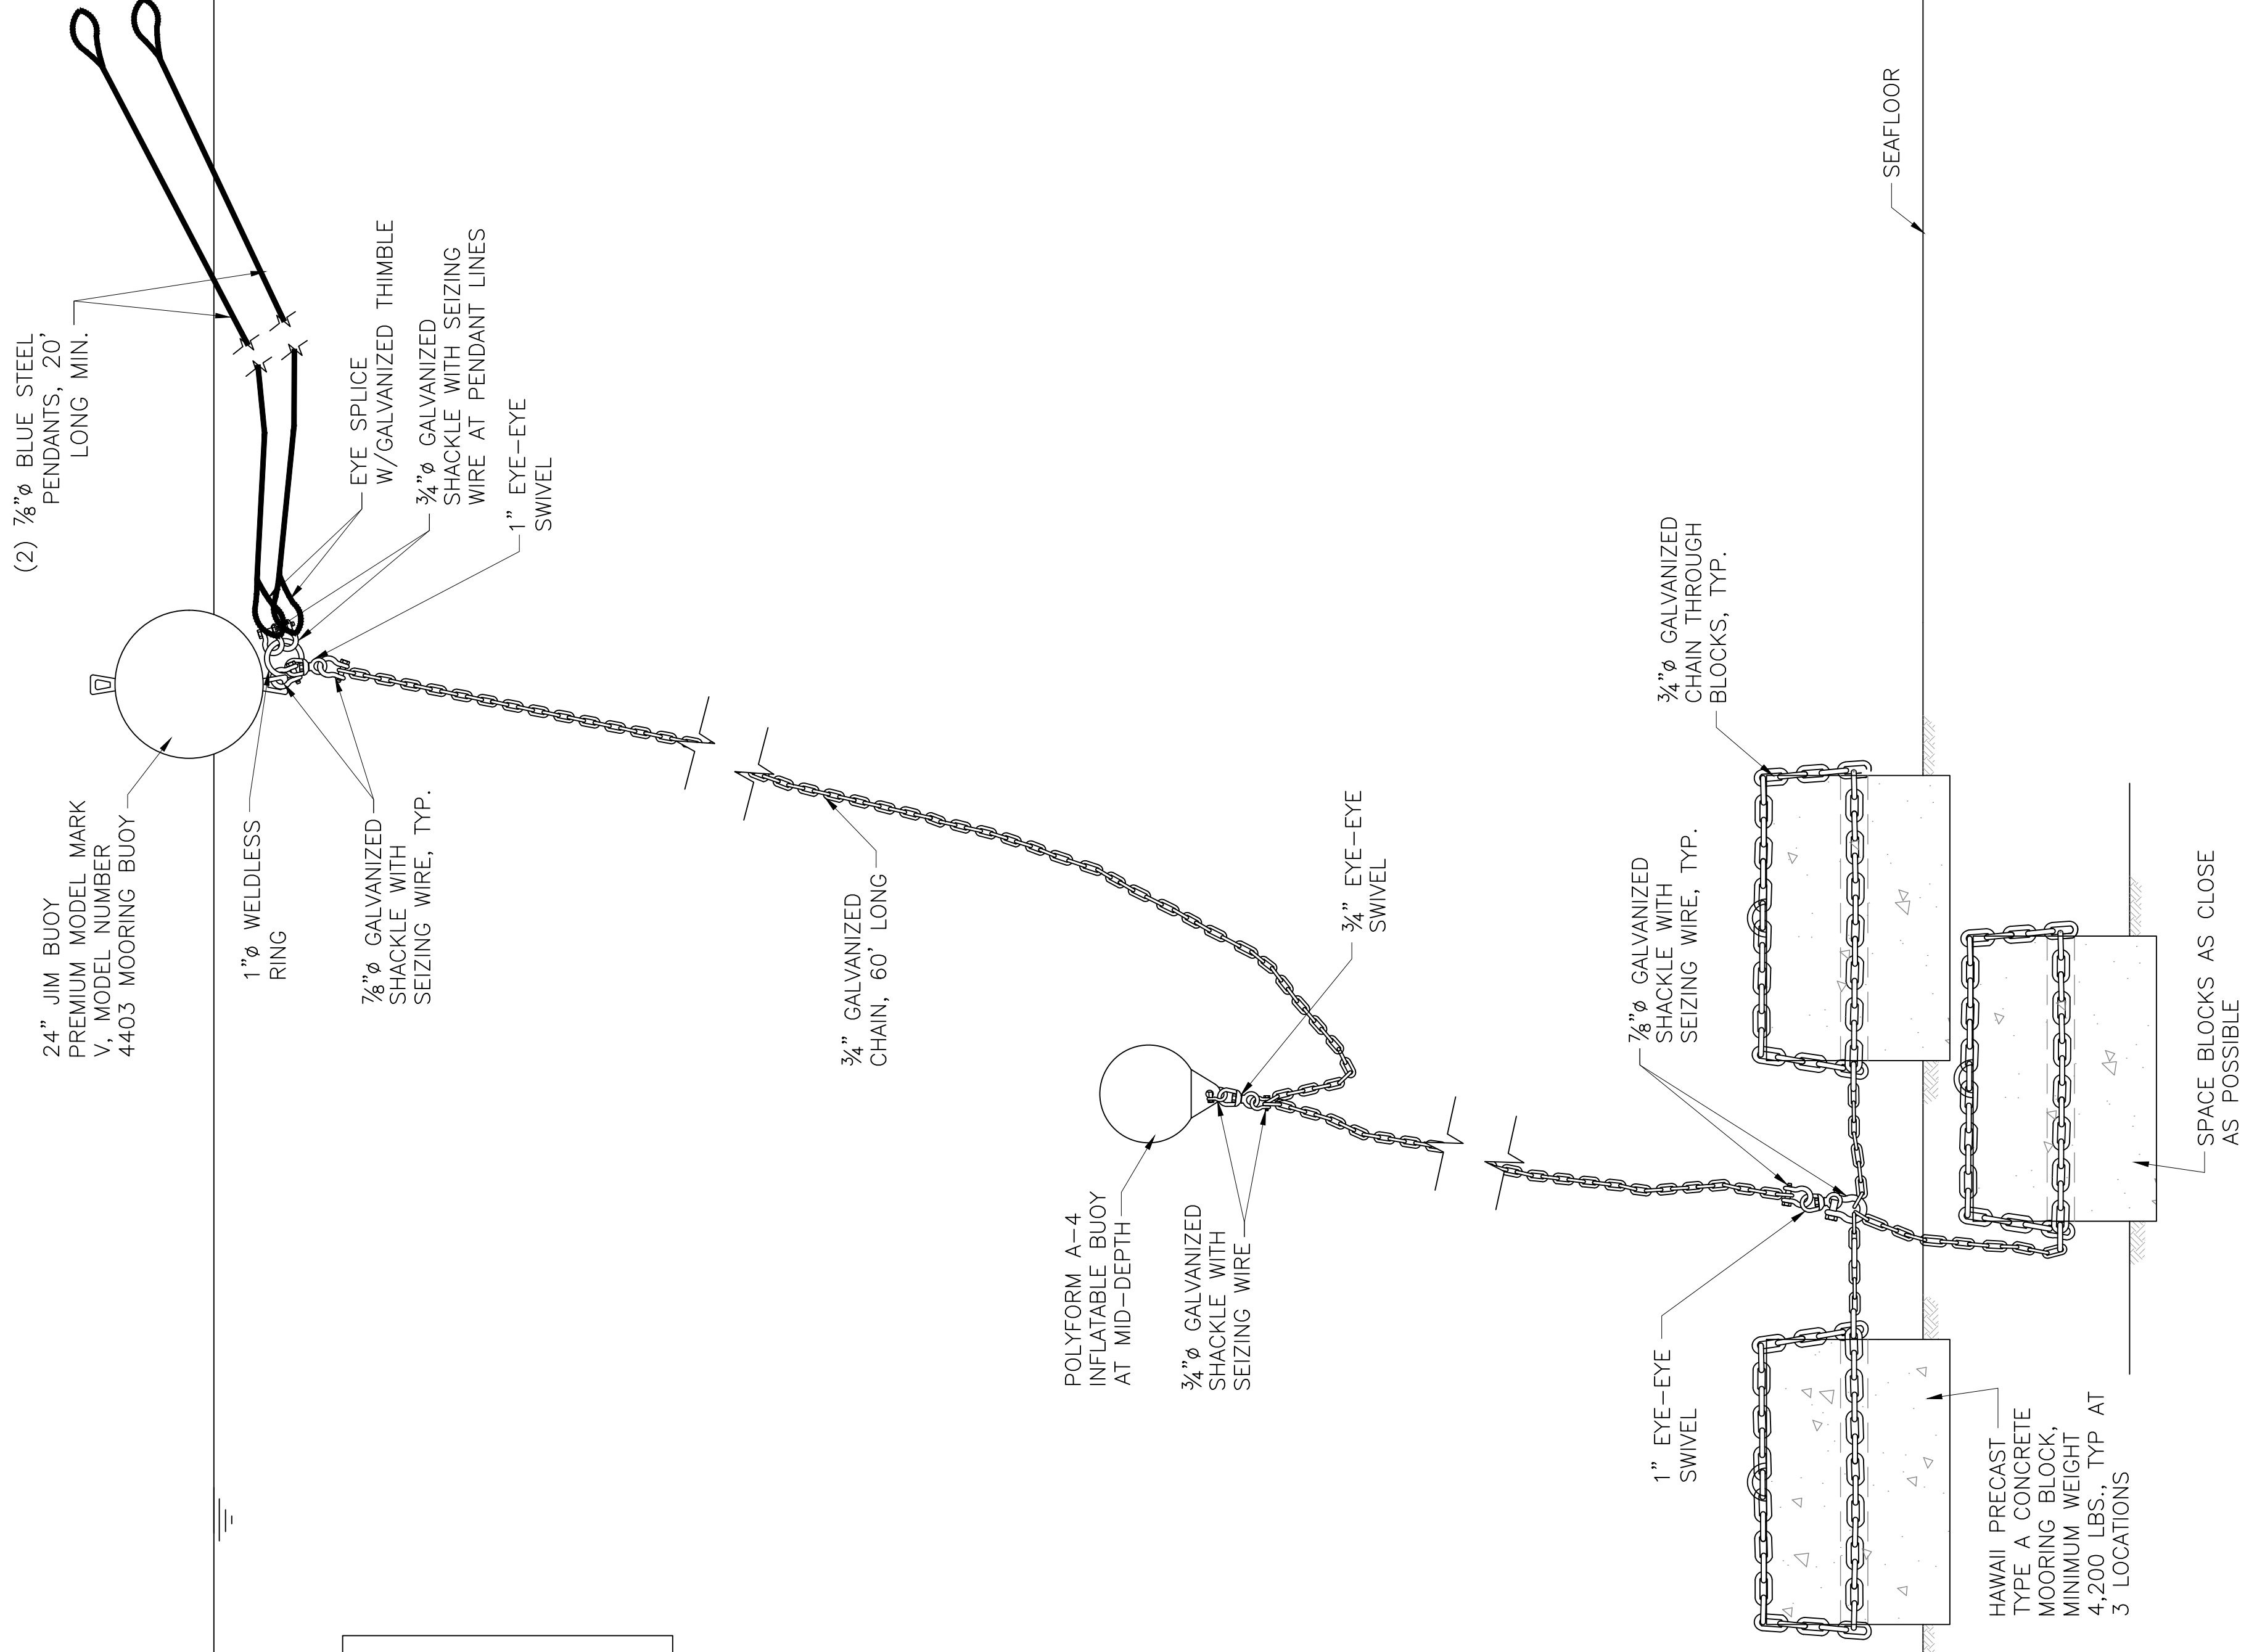 (2) ⅞"ø BLUE STEEL
PENDANTS, 20'
LONG MIN.
EYE SPLICE
W/GALVANIZED THIMBLE
¾"ø GALVANIZED
SHACKLE WITH SEIZING
WIRE AT PENDANT LINES
1" EYE-EYE
SWIVEL
24" JIM BUOY
PREMIUM MODEL MARK
V, MODEL NUMBER
4403 MOORING BUOY
1"ø WELDLESS
RING
⅞"ø GALVANIZED
SHACKLE WITH
SEIZING WIRE, TYP.
¾" GALVANIZED
CHAIN, 60' LONG
¾" EYE-EYE
SWIVEL
POLYFORM A-4
INFLATABLE BUOY
AT MID-DEPTH
¾"ø GALVANIZED
SHACKLE WITH
SEIZING WIRE
SEAFLOOR
¾"ø GALVANIZED
CHAIN THROUGH
BLOCKS, TYP.
⅞"ø GALVANIZED
SHACKLE WITH
SEIZING WIRE, TYP.
1" EYE-EYE
SWIVEL
HAWAII PRECAST
TYPE A CONCRETE
MOORING BLOCK,
MINIMUM WEIGHT
4,200 LBS., TYP AT
3 LOCATIONS
SPACE BLOCKS AS CLOSE
AS POSSIBLE